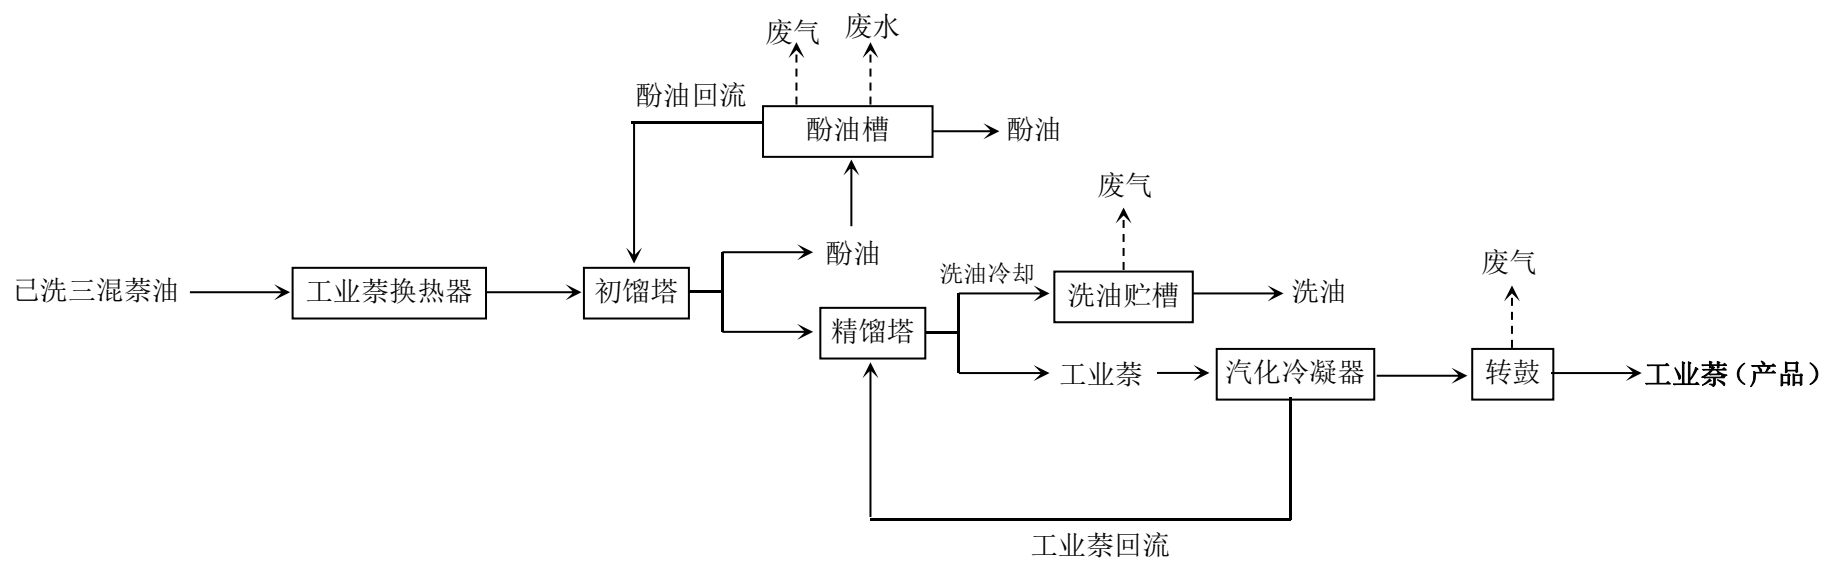 废气
废水
酚油回流
酚油槽
酚油
废气
酚油
洗油冷却
废气
已洗三混萘油
工业萘换热器
初馏塔
洗油贮槽
洗油
精馏塔
工业萘
汽化冷凝器
转鼓
工业萘（产品）
工业萘回流